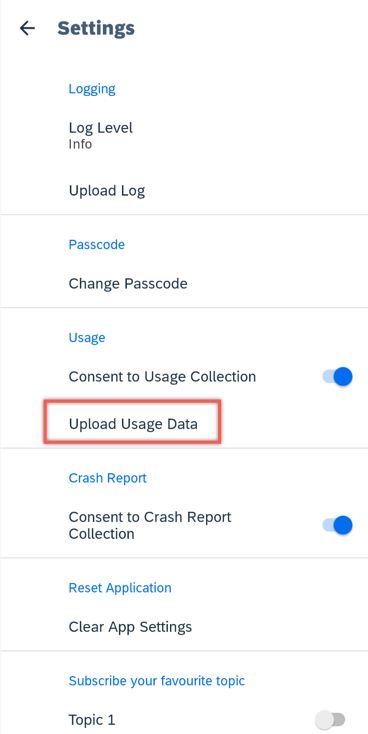 Settings
Logging
Log Level
Info
Upload Log
Passcode
Change Passcode
Usage
Consent to Usage Collection
Upload Usage Data
Crash Report
Consent to Crash Report
Collection
Reset Application
Clear App Settings
Subscribe your favourite topic
Topic 1